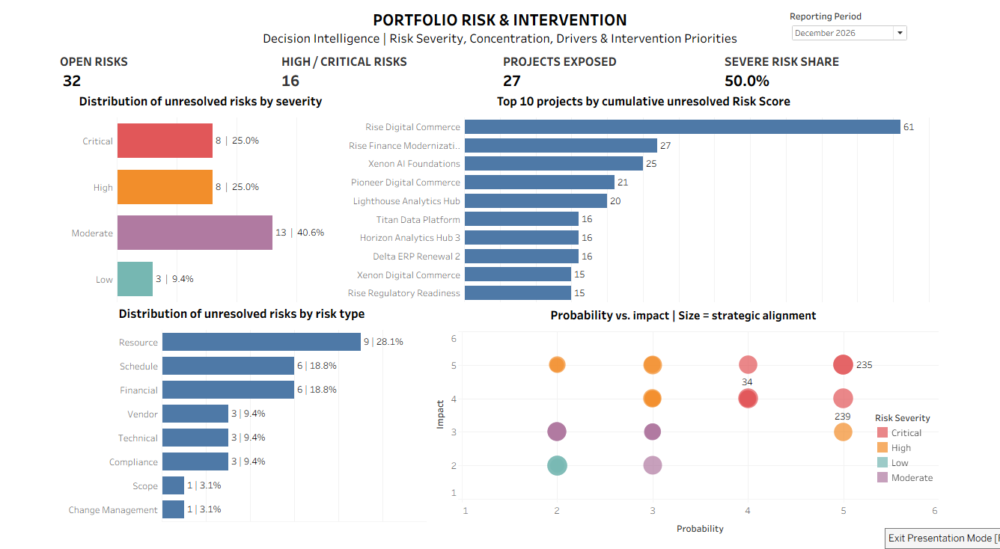 PORTFOLIO RISK & INTERVENTION
Decision Intelligence | Risk Severity, Concentration, Drivers & Intervention Priorities
Reporting Period
December 2026
OPEN RISKS
32
HIGH / CRITICAL RISKS
16
PROJECTS EXPOSED
27
SEVERE RISK SHARE
50.0%
Distribution of unresolved risks by severity
Critical 8 | 25.0%
High 8 | 25.0%
Moderate 13 | 40.6%
Low 3 | 9.4%
Top 10 projects by cumulative unresolved Risk Score
Rise Digital Commerce 61
Rise Finance Modernizati.. 27
Xenon AI Foundations 25
Pioneer Digital Commerce 21
Lighthouse Analytics Hub 20
Titan Data Platform 16
Horizon Analytics Hub 3 16
Delta ERP Renewal 2 16
Xenon Digital Commerce 15
Rise Regulatory Readiness 15
Distribution of unresolved risks by risk type
Resource 9 | 28.1%
Schedule 6 | 18.8%
Financial 6 | 18.8%
Vendor 3 | 9.4%
Technical 3 | 9.4%
Compliance 3 | 9.4%
Scope 1 | 3.1%
Change Management 1 | 3.1%
Probability vs. impact | Size = strategic alignment
6
5
235
34
4
239
Impact
3
2
1
1 2 3 4 5 6
Probability
Risk Severity
Critical
High
Low
Moderate
Exit Presentation Mode [